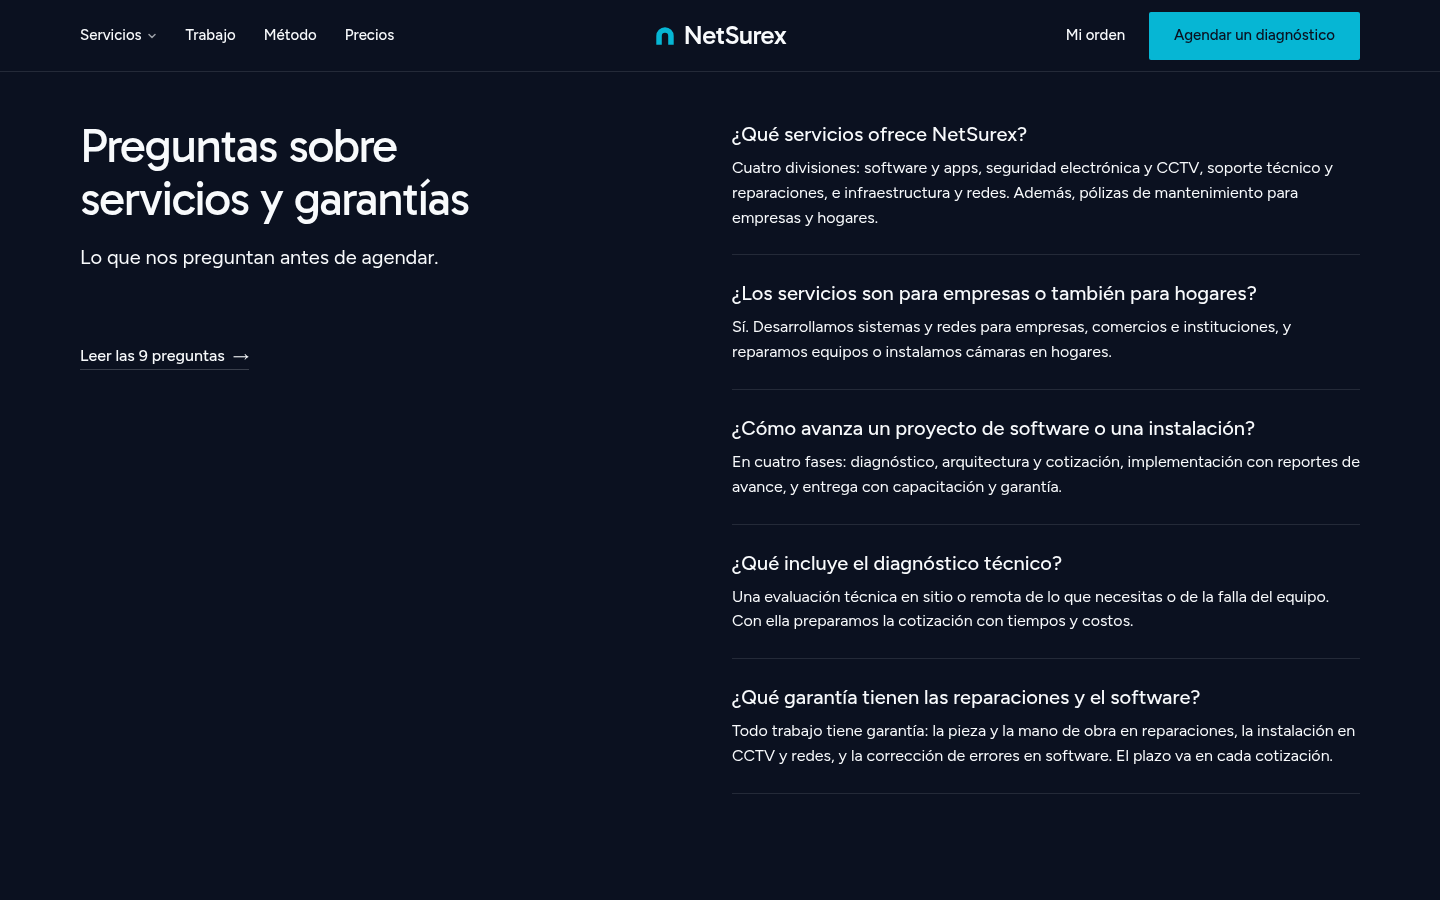 Servicios
Trabajo
Método
Precios
NetSurex
Mi orden
Agendar un diagnóstico
Preguntas sobre
servicios y garantías
Lo que nos preguntan antes de agendar.
Leer las 9 preguntas →
¿Qué servicios ofrece NetSurex?
Cuatro divisiones: software y apps, seguridad electrónica y CCTV, soporte técnico y
reparaciones, e infraestructura y redes. Además, pólizas de mantenimiento para
empresas y hogares.
¿Los servicios son para empresas o también para hogares?
Sí. Desarrollamos sistemas y redes para empresas, comercios e instituciones, y
reparamos equipos o instalamos cámaras en hogares.
¿Cómo avanza un proyecto de software o una instalación?
En cuatro fases: diagnóstico, arquitectura y cotización, implementación con reportes de
avance, y entrega con capacitación y garantía.
¿Qué incluye el diagnóstico técnico?
Una evaluación técnica en sitio o remota de lo que necesitas o de la falla del equipo.
Con ella preparamos la cotización con tiempos y costos.
¿Qué garantía tienen las reparaciones y el software?
Todo trabajo tiene garantía: la pieza y la mano de obra en reparaciones, la instalación en
CCTV y redes, y la corrección de errores en software. El plazo va en cada cotización.